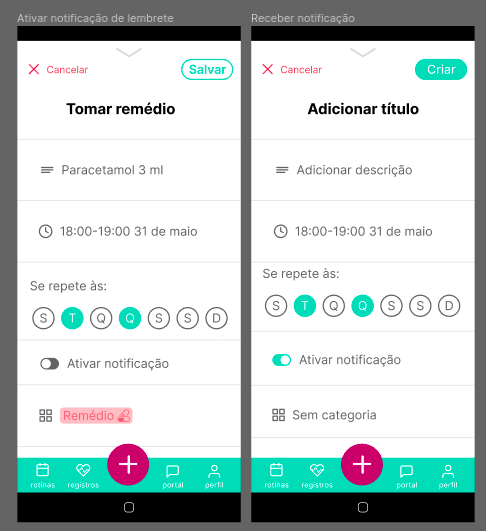 Ativar notificação de lembrete
Cancelar
Salvar
Tomar remédio
Paracetamol 3 ml
18:00-19:00 31 de maio
Se repete às:
S T Q Q S S D
Ativar notificação
Remédio
rotinas registros portal perfil
Receber notificação
Cancelar
Criar
Adicionar título
Adicionar descrição
18:00-19:00 31 de maio
Se repete às:
S T Q Q S S D
Ativar notificação
Sem categoria
rotinas registros portal perfil